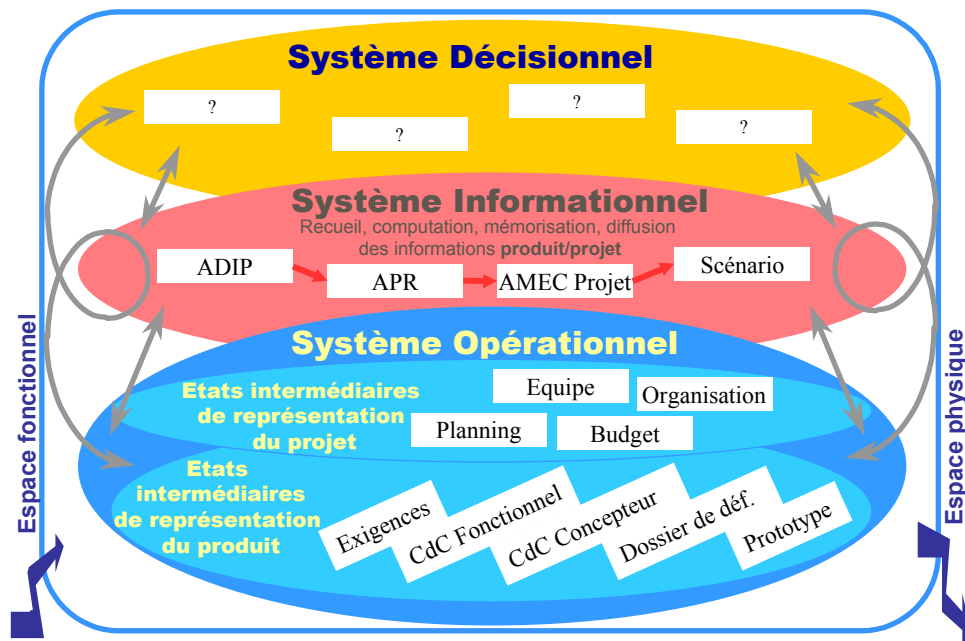 Système Décisionnel
?
?
?
?
Système Informationnel
Recueil, computation, mémorisation, diffusion
des informations produit/projet
ADIP
APR
AMEC Projet
Scénario
Système Opérationnel
Etats intermédiaires
de représentation
du projet
Equipe
Organisation
Planning
Budget
Etats
intermédiaires
de représentation
du produit
Exigences
CdC Fonctionnel
CdC Concepteur
Dossier de déf.
Prototype
Espace fonctionnel
Espace physique